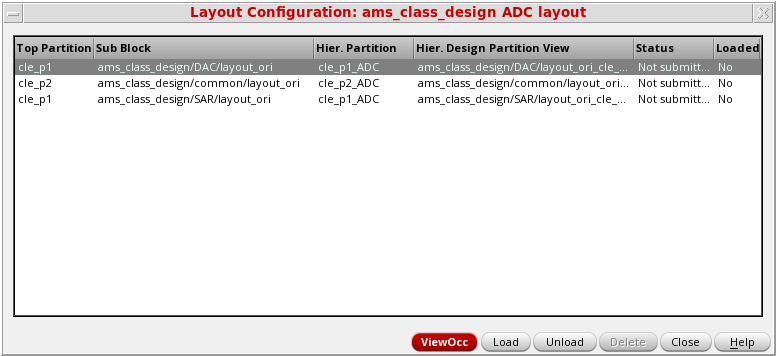 Layout Configuration: ams_class_design ADC layout
Top Partition Sub Block Hier. Partition Hier. Design Partition View Status Loaded
cle_p1 ams_class_design/DAC/layout_ori cle_p1_ADC ams_class_design/DAC/layout_ori_cle_... Not submitt... No
cle_p2 ams_class_design/common/layout_ori cle_p2_ADC ams_class_design/common/layout_ori... Not submitt... No
cle_p1 ams_class_design/SAR/layout_ori cle_p1_ADC ams_class_design/SAR/layout_ori_cle_... Not submitt... No
ViewOcc Load Unload Delete Close Help